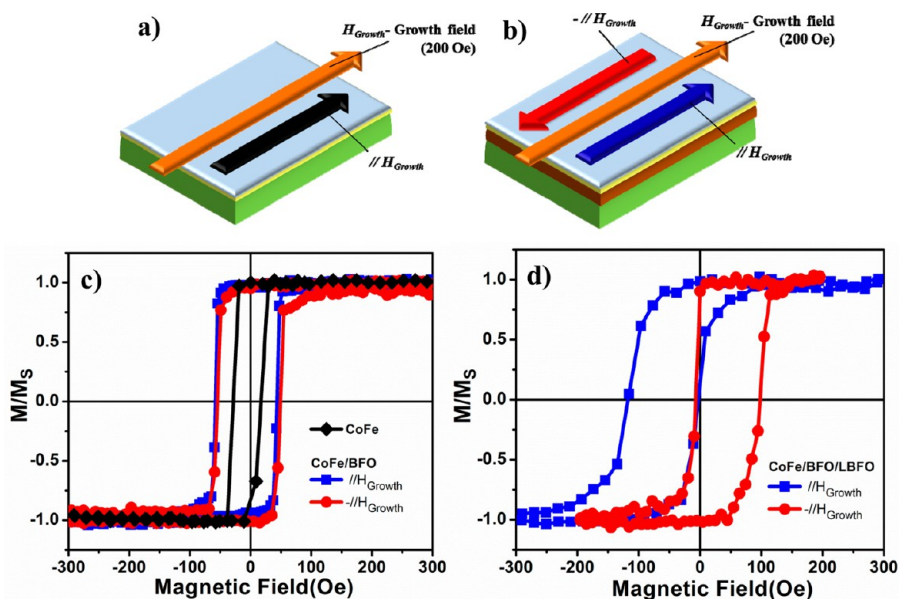 a)
H_Growth- Growth field
(200 Oe)
// H_Growth
b)
- // H_Growth
H_Growth- Growth field
(200 Oe)
// H_Growth
c)
M/M_S
1.0
0.5
0.0
-0.5
-1.0
CoFe
CoFe/BFO
//H_Growth
-//H_Growth
-300 -200 -100 0 100 200 300
Magnetic Field(Oe)
d)
M/M_S
1.0
0.5
0.0
-0.5
-1.0
CoFe/BFO/LBFO
//H_Growth
-//H_Growth
-300 -200 -100 0 100 200 300
Magnetic Field(Oe)